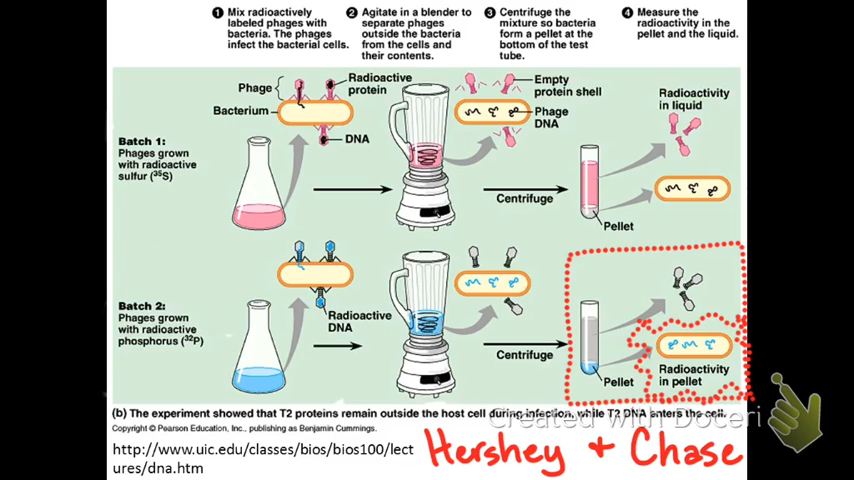 1 Mix radioactively
labeled phages with
bacteria. The phages
infect the bacterial cells.
2 Agitate in a blender to
separate phages
outside the bacteria
from the cells and
their contents.
3 Centrifuge the
mixture so bacteria
form a pellet at the
bottom of the test
tube.
4 Measure the
radioactivity in the
pellet and the liquid.
Phage
Radioactive
protein
Bacterium
DNA
Empty
protein shell
Phage
DNA
Radioactivity
in liquid
Batch 1:
Phages grown
with radioactive
sulfur (³⁵S)
Centrifuge
Pellet
Batch 2:
Phages grown
with radioactive
phosphorus (³²P)
Radioactive
DNA
Centrifuge
Pellet
Radioactivity
in pellet
(b) The experiment showed that T2 proteins remain outside the host cell during infection, while T2 DNA enters the cell.
Copyright © Pearson Education, Inc., publishing as Benjamin Cummings.
Created with Doceri
http://www.uic.edu/classes/bios/bios100/lect
ures/dna.htm
Hershey + Chase